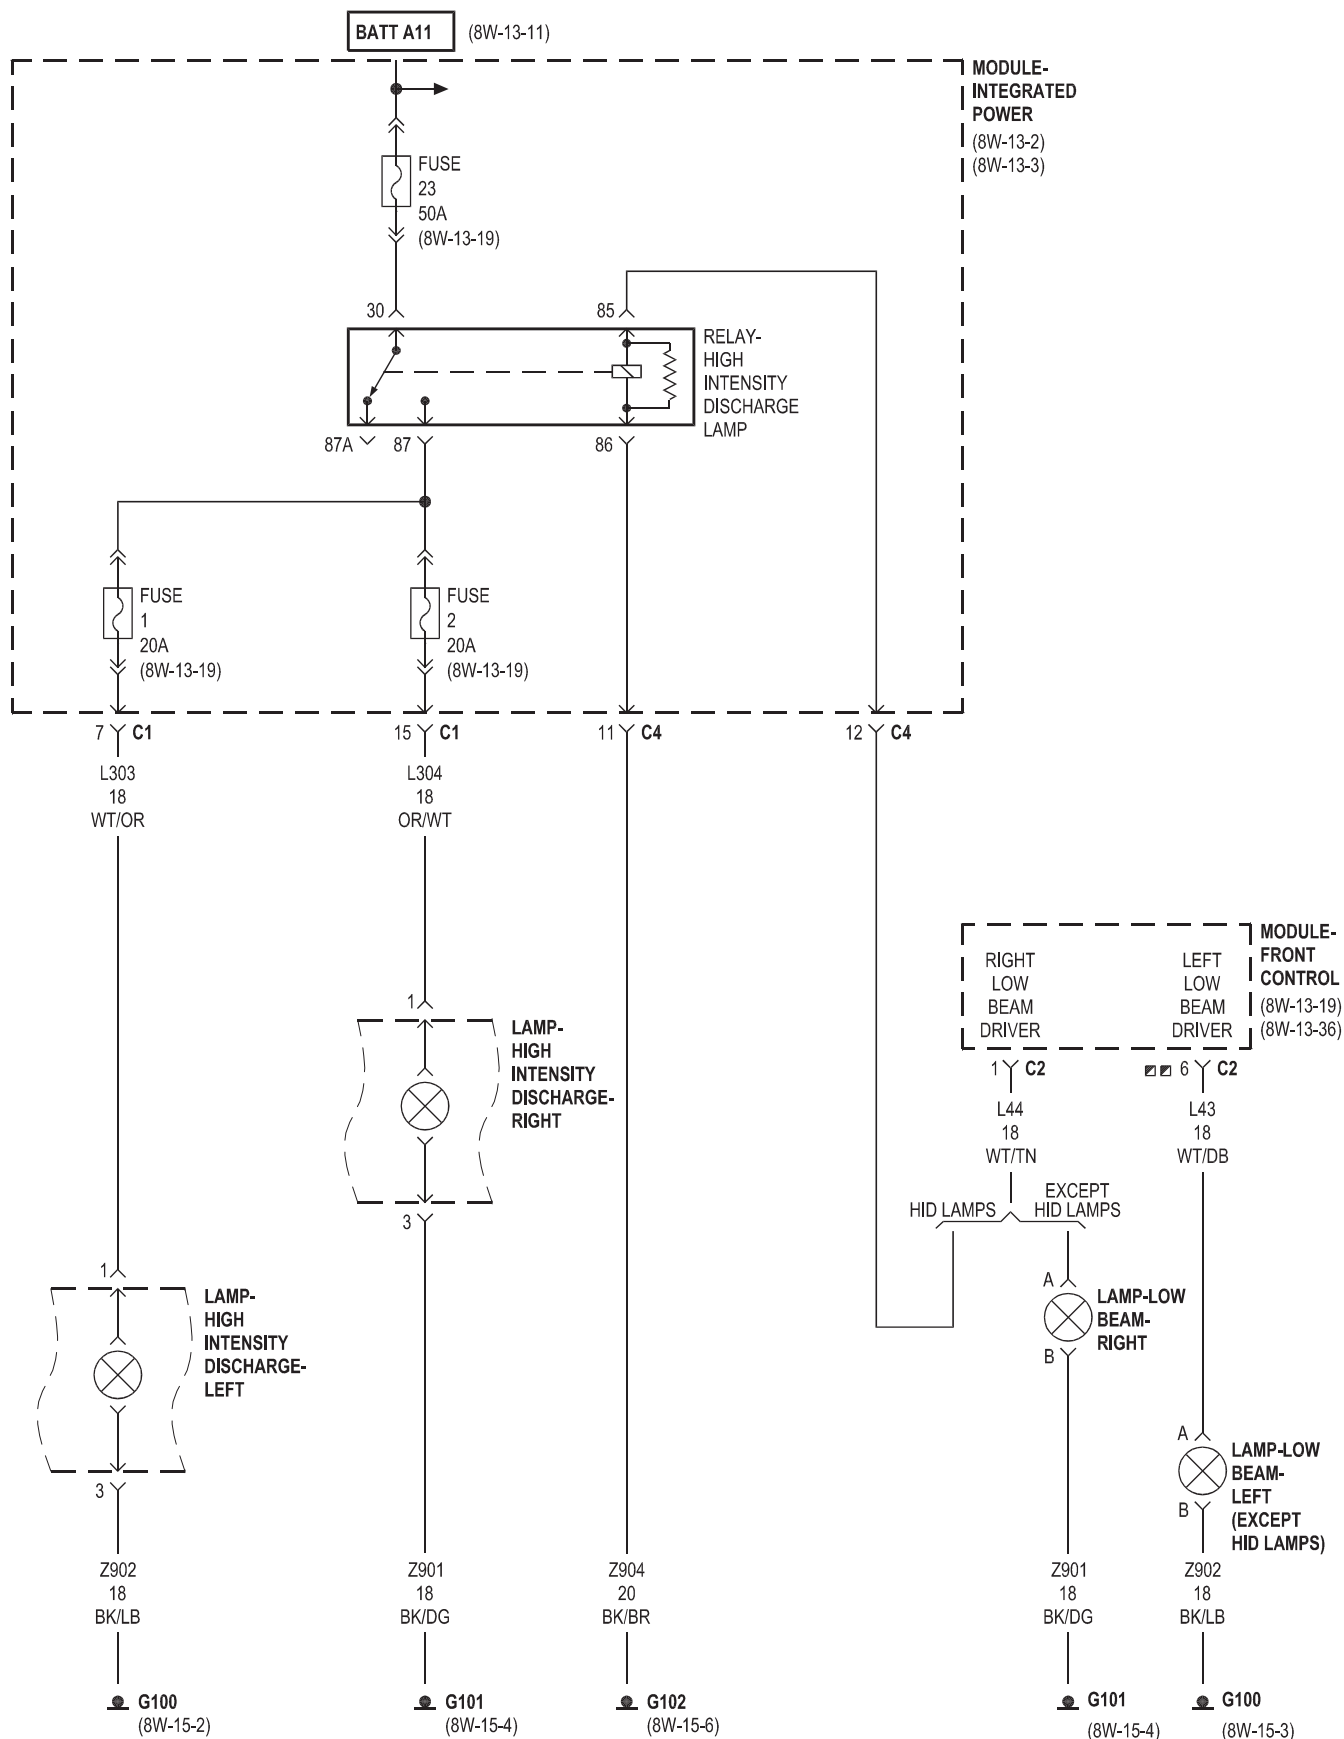 BATT A11 (8W-13-11)
MODULE-
INTEGRATED
POWER
(8W-13-2)
(8W-13-3)
FUSE
23
50A
(8W-13-19)
30
85
RELAY-
HIGH
INTENSITY
DISCHARGE
LAMP
87A
87
86
FUSE
1
20A
(8W-13-19)
FUSE
2
20A
(8W-13-19)
7 C1
15 C1
11 C4
12 C4
L303
18
WT/OR
L304
18
OR/WT
MODULE-
FRONT
CONTROL
(8W-13-19)
(8W-13-36)
RIGHT
LOW
BEAM
DRIVER
LEFT
LOW
BEAM
DRIVER
1 C2
6 C2
L44
18
WT/TN
L43
18
WT/DB
1
LAMP-
HIGH
INTENSITY
DISCHARGE-
RIGHT
3
HID LAMPS
EXCEPT
HID LAMPS
1
LAMP-
HIGH
INTENSITY
DISCHARGE-
LEFT
3
A
LAMP-LOW
BEAM-
RIGHT
B
A
LAMP-LOW
BEAM-
LEFT
(EXCEPT
HID LAMPS)
B
Z902
18
BK/LB
Z901
18
BK/DG
Z904
20
BK/BR
Z901
18
BK/DG
Z902
18
BK/LB
G100
(8W-15-2)
G101
(8W-15-4)
G102
(8W-15-6)
G101
(8W-15-4)
G100
(8W-15-3)